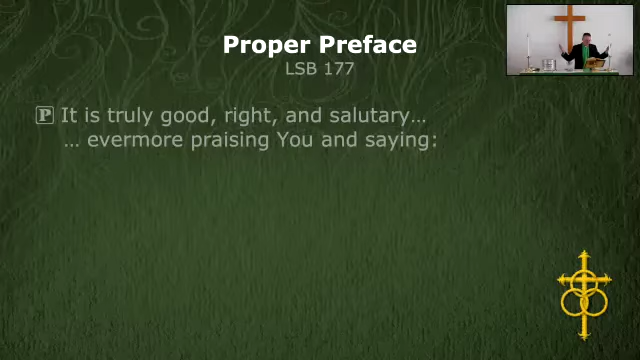 Proper Preface
LSB 177
P It is truly good, right, and salutary…
… evermore praising You and saying: